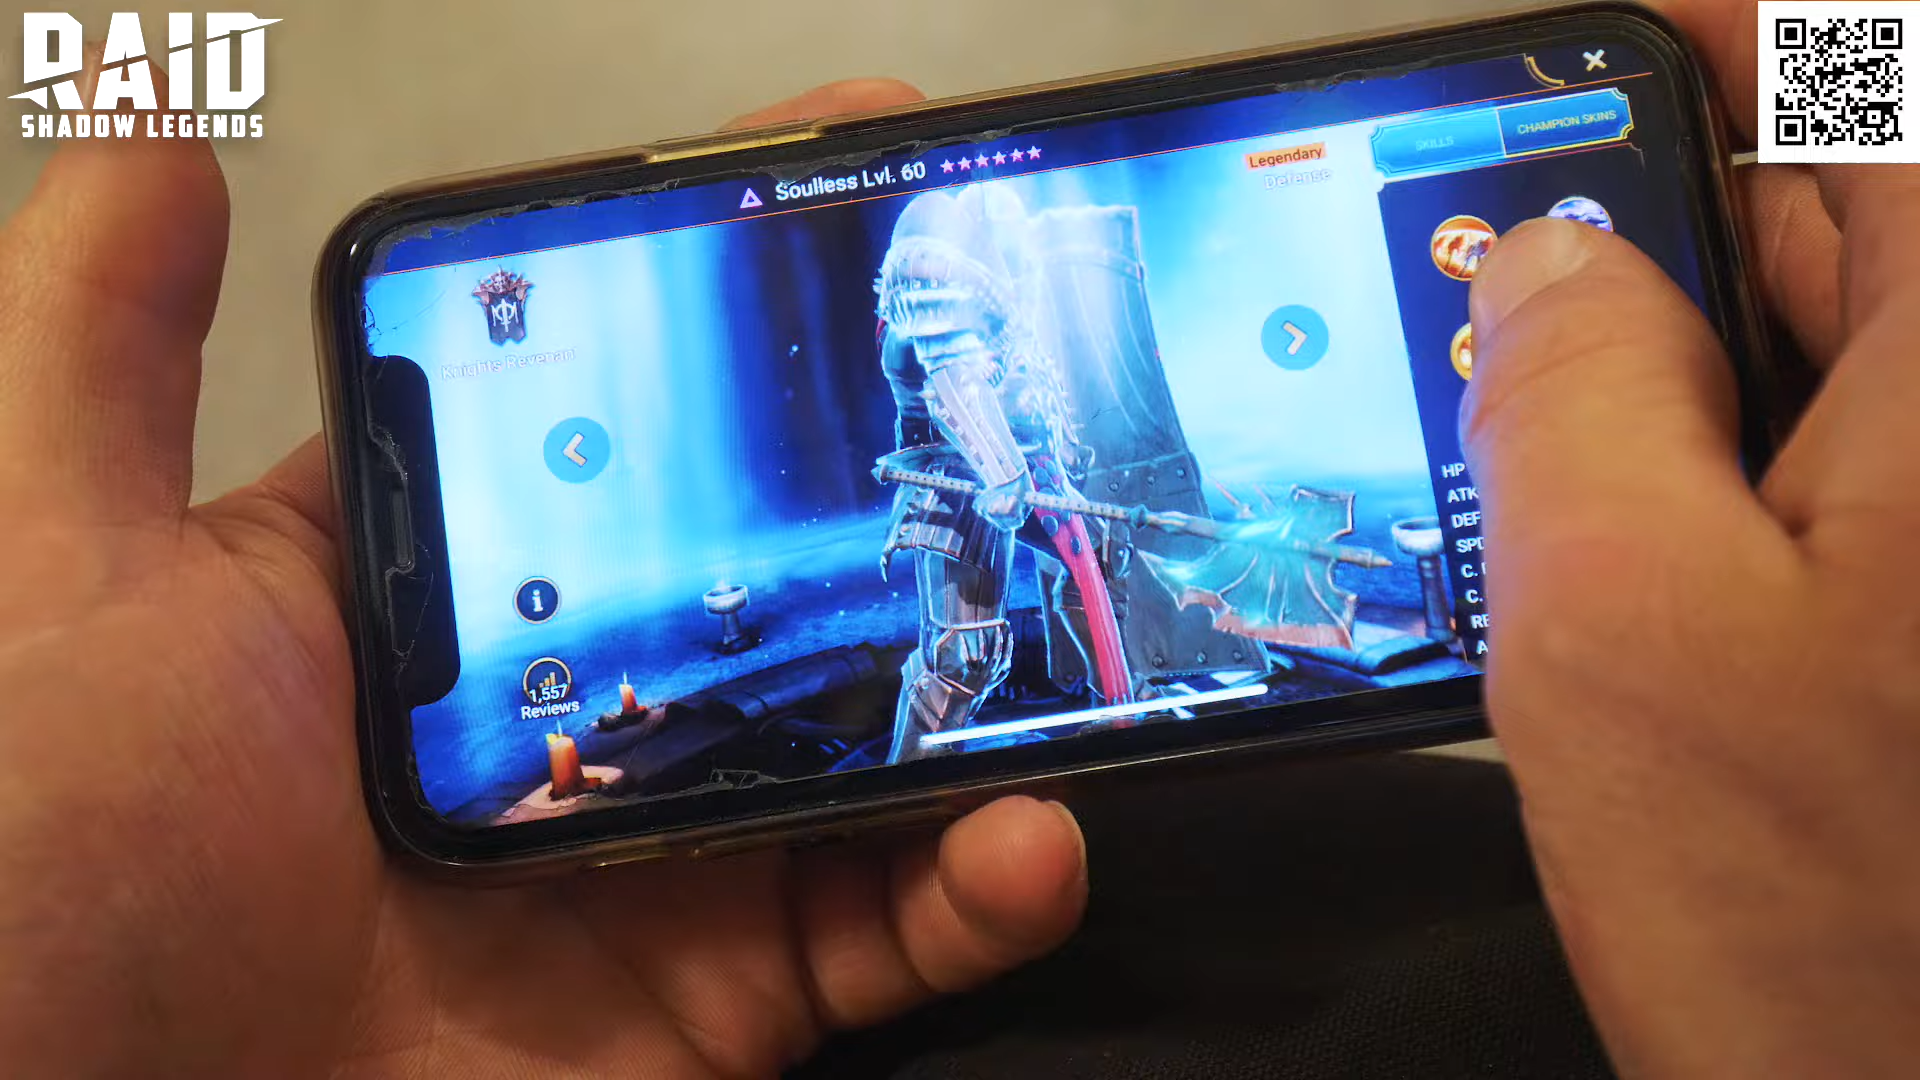 RAID
SHADOW LEGENDS
Soulless Lvl. 60
Legendary
Defense
SKILLS
CHAMPION SKINS
Knights Revenant
HP
ATK
DEF
SPD
C.
C.
RE
A
1,557
Reviews